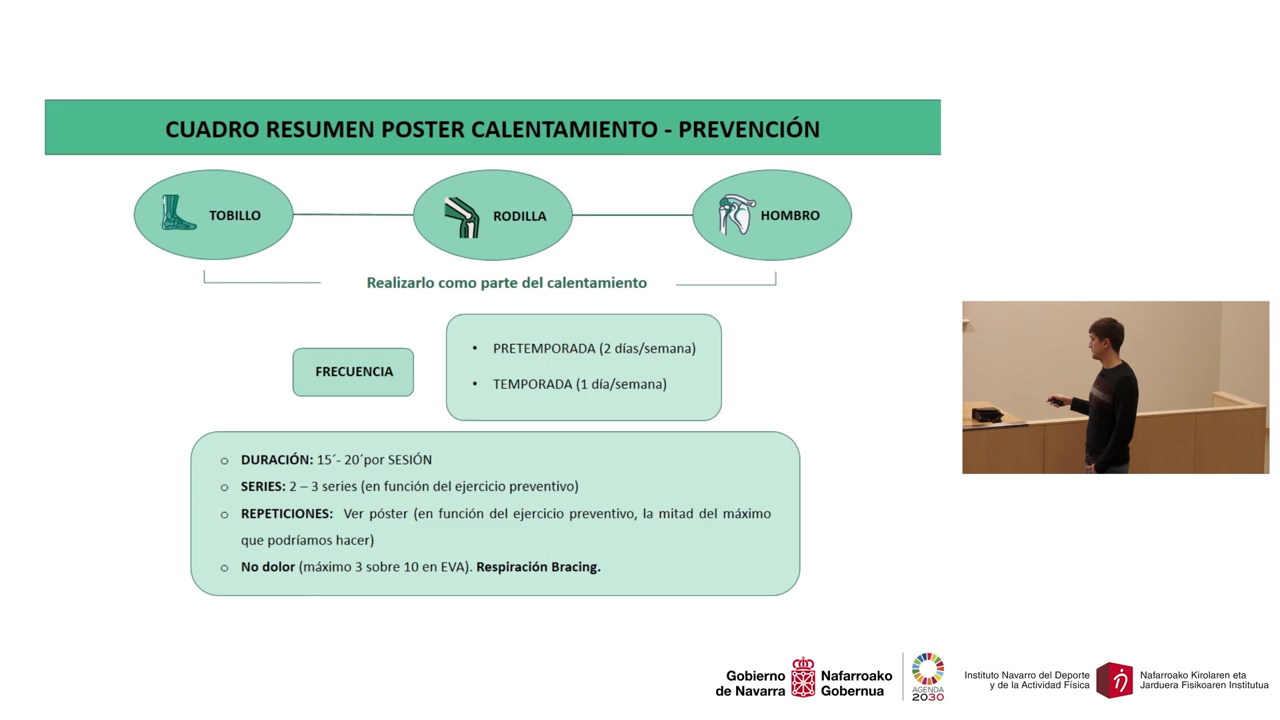 CUADRO RESUMEN POSTER CALENTAMIENTO - PREVENCIÓN
TOBILLO
RODILLA
HOMBRO
Realizarlo como parte del calentamiento
FRECUENCIA
• PRETEMPORADA (2 días/semana)
• TEMPORADA (1 día/semana)
o DURACIÓN: 15´- 20´por SESIÓN
o SERIES: 2 – 3 series (en función del ejercicio preventivo)
o REPETICIONES: Ver póster (en función del ejercicio preventivo, la mitad del máximo
que podríamos hacer)
o No dolor (máximo 3 sobre 10 en EVA). Respiración Bracing.
Gobierno
de Navarra
Nafarroako
Gobernua
AGENDA
2030
Instituto Navarro del Deporte
y de la Actividad Física
Nafarroako Kirolaren eta
Jarduera Fisikoaren Institutua